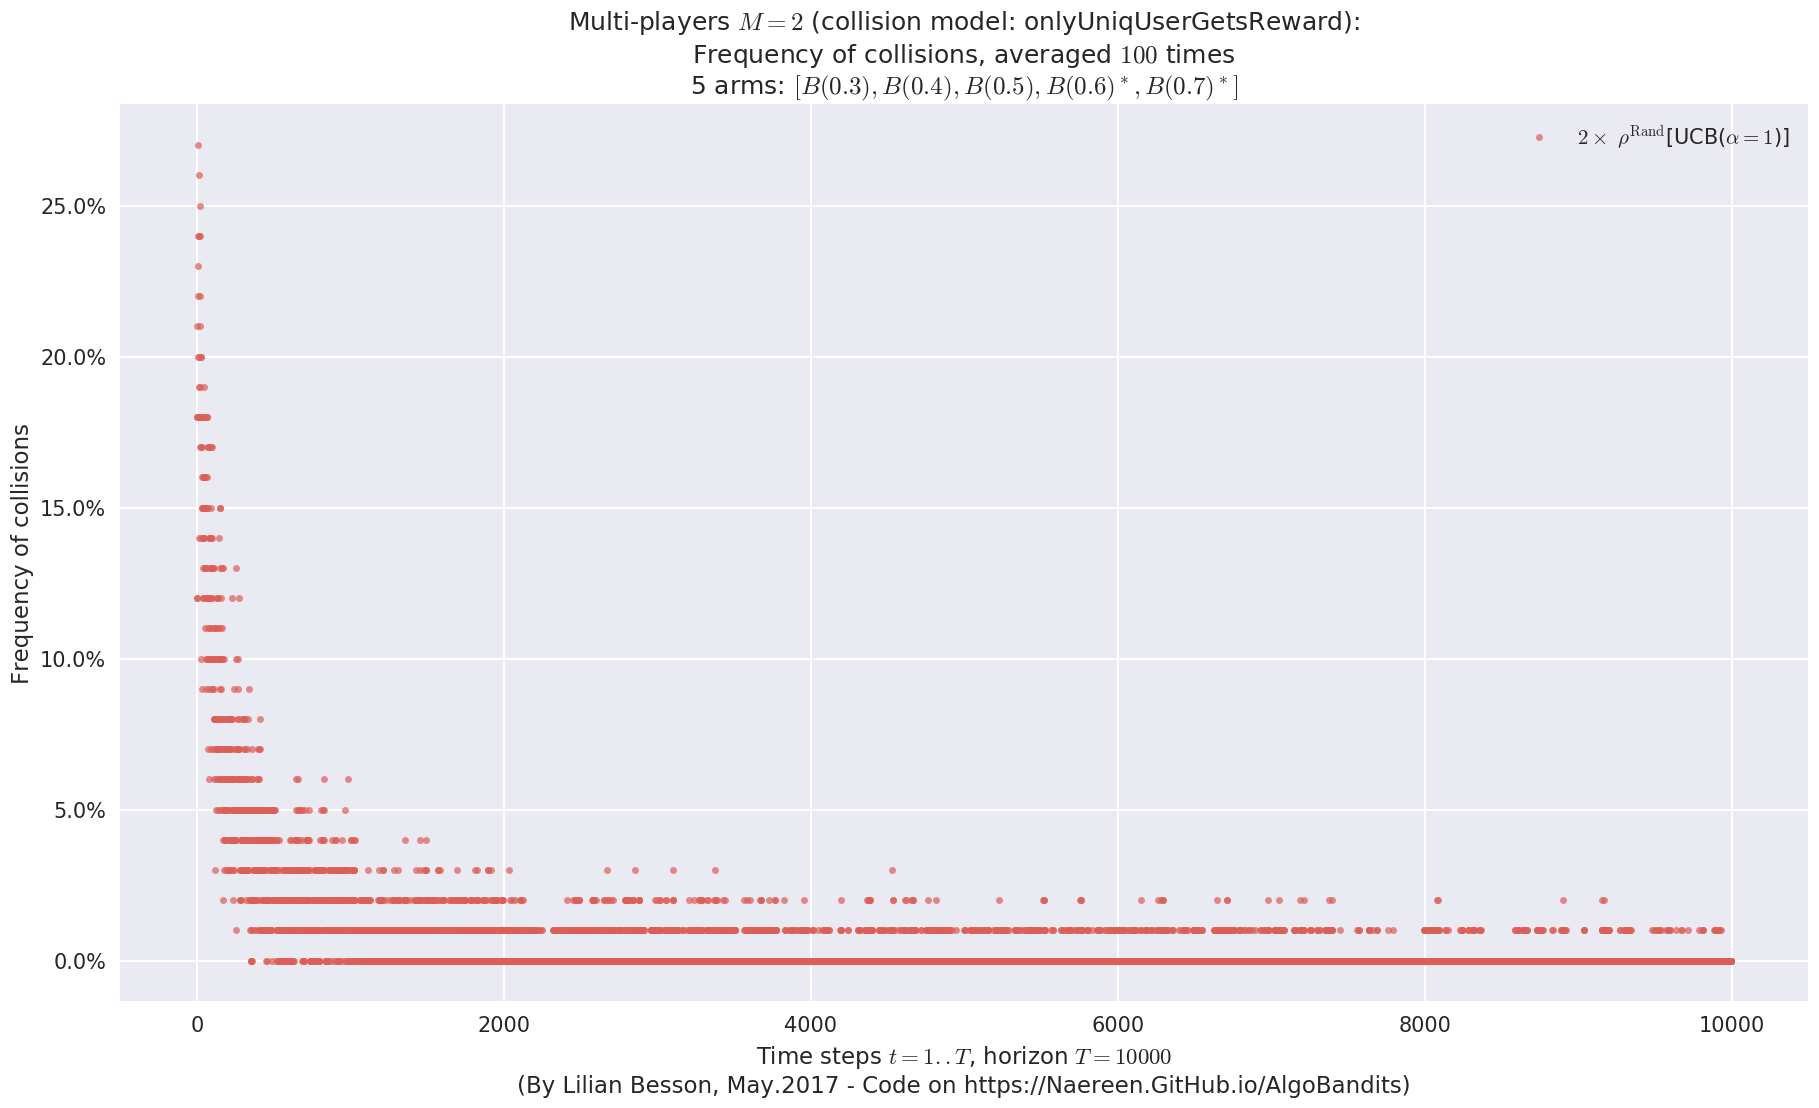 Multi-players M = 2 (collision model: onlyUniqUserGetsReward):
Frequency of collisions, averaged 100 times
5 arms: [B(0.3), B(0.4), B(0.5), B(0.6)*, B(0.7)*]
2 × ρ^Rand[UCB(α = 1)]
25.0%
20.0%
15.0%
10.0%
5.0%
0.0%
Frequency of collisions
0 2000 4000 6000 8000 10000
Time steps t = 1..T, horizon T = 10000
(By Lilian Besson, May.2017 - Code on https://Naereen.GitHub.io/AlgoBandits)